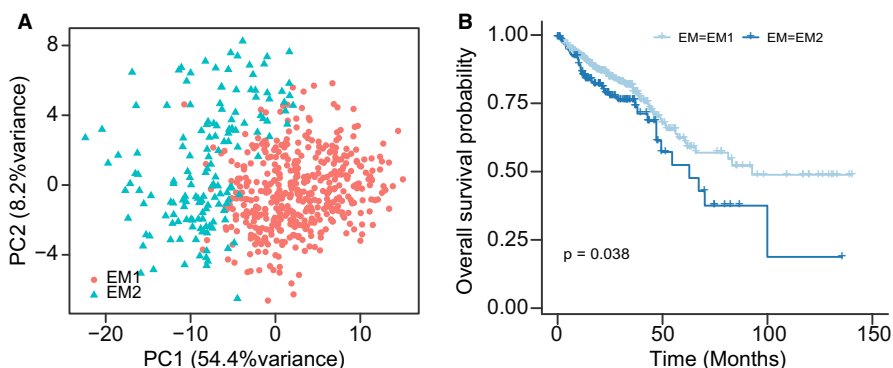 A
8
4
0
−4
PC2 (8.2%variance)
EM1
EM2
−20
−10
0
10
PC1 (54.4%variance)
B
EM=EM1
EM=EM2
1.00
0.75
0.50
0.25
0.00
Overall survival probability
p = 0.038
0
50
100
150
Time (Months)